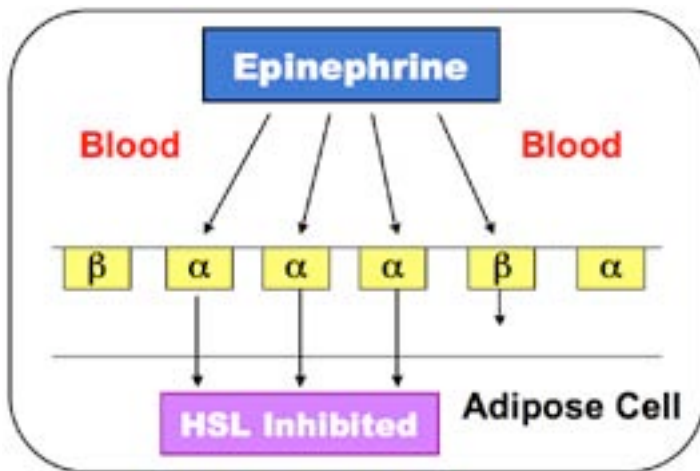 Epinephrine
Blood Blood
β α α α β α
HSL Inhibited
Adipose Cell